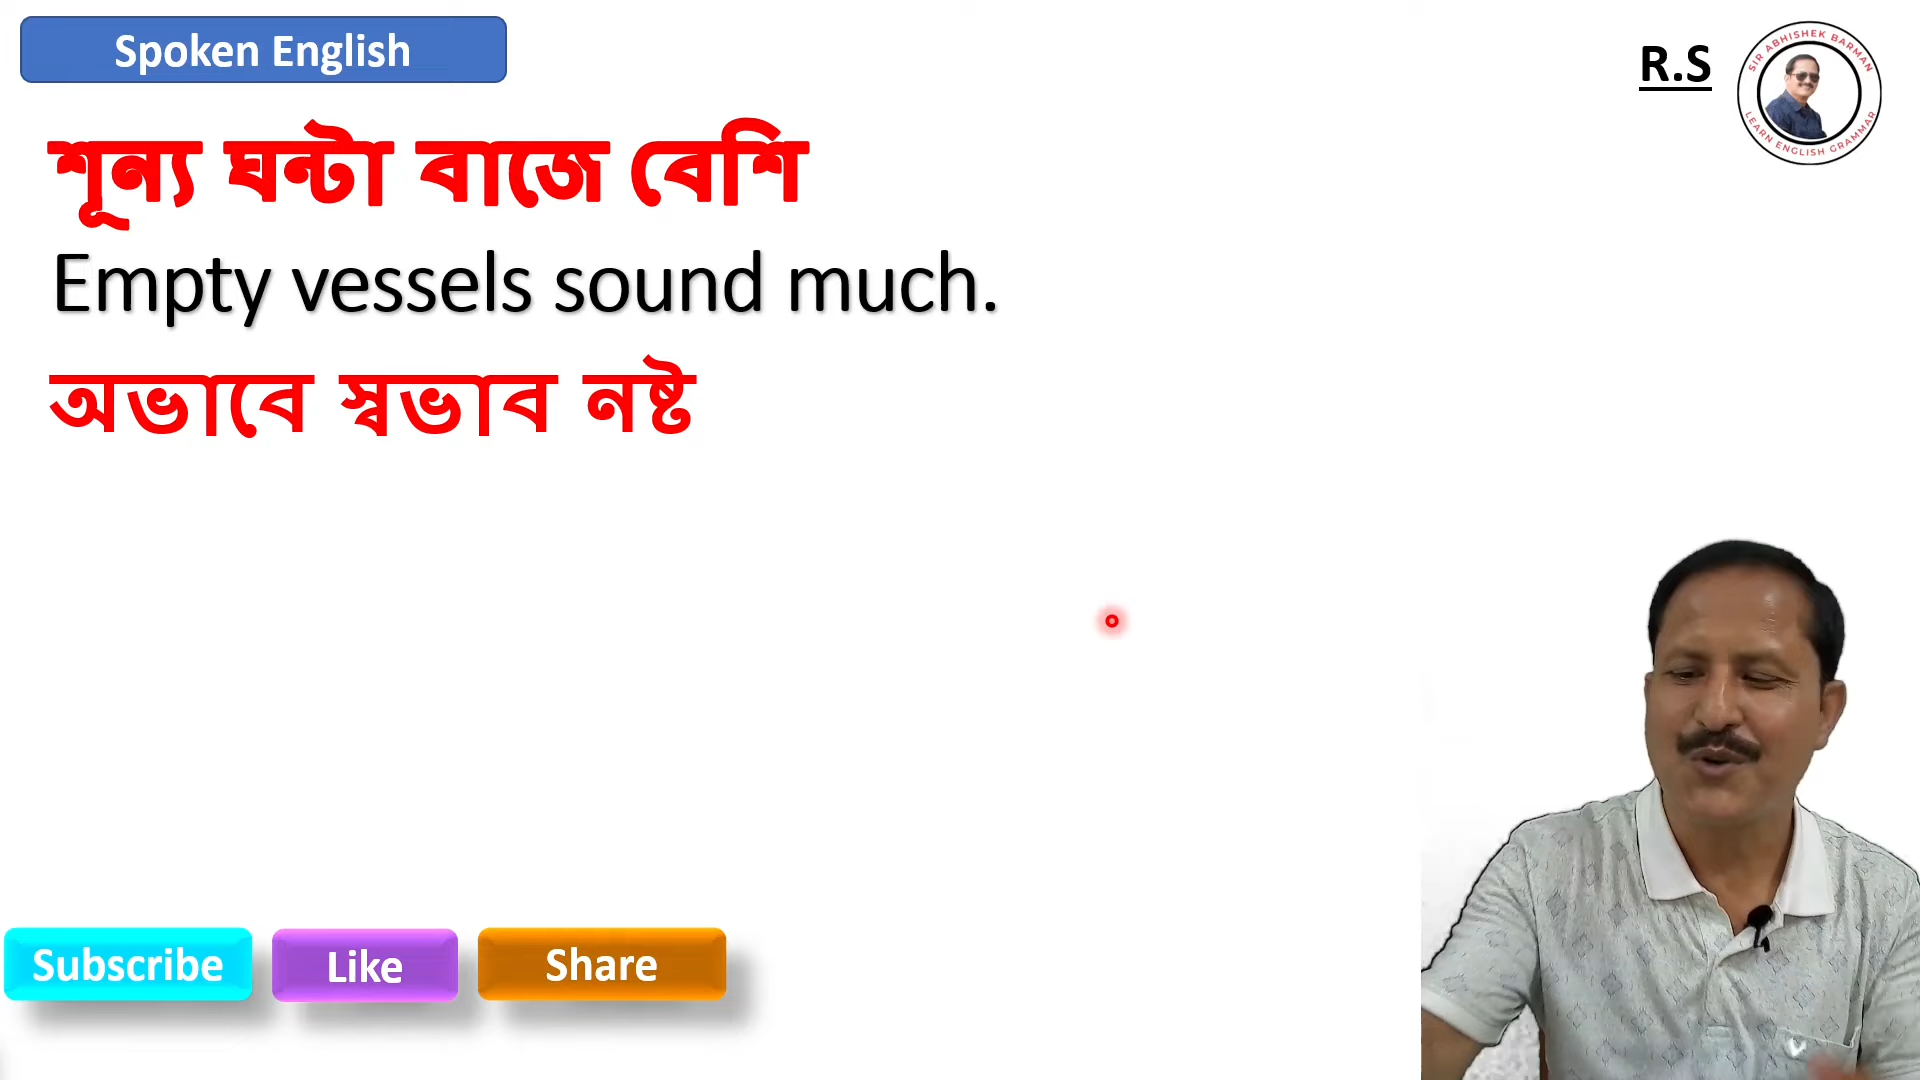 Spoken English
R.S
SIR ABHISHEK BARMAN
LEARN ENGLISH GRAMMAR
শূন্য ঘন্টা বাজে বেশি
Empty vessels sound much.
অভাবে স্বভাব নষ্ট
Subscribe
Like
Share